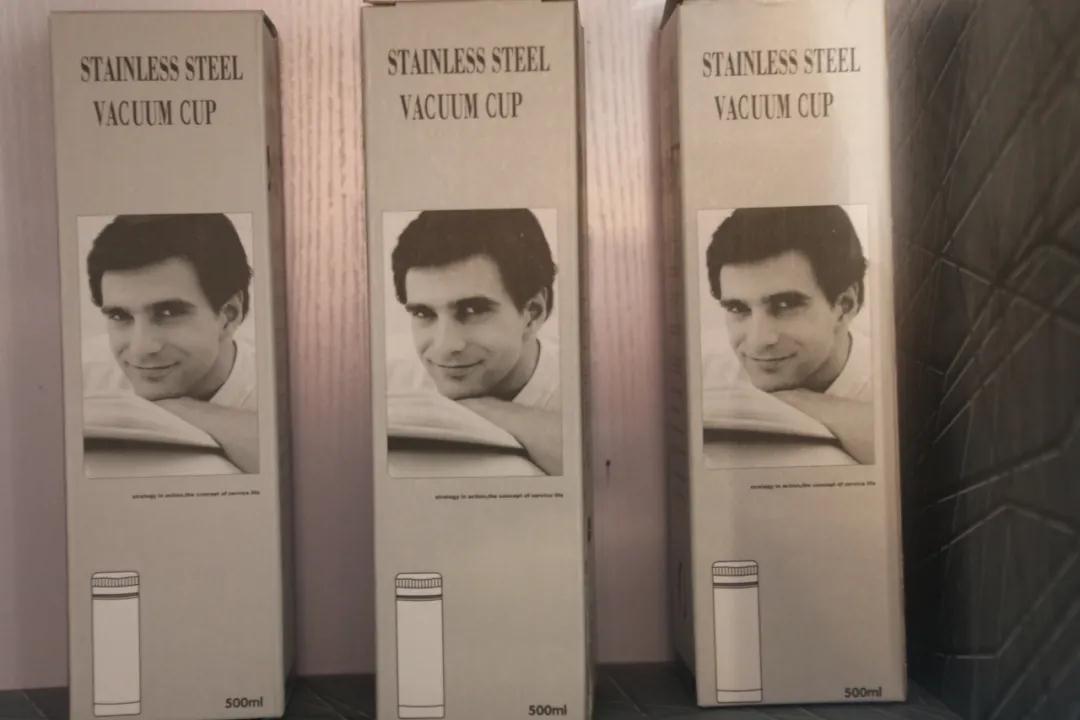 STAINLESS STEEL
VACUUM CUP
strategy in action,the concept of service life
500ml
STAINLESS STEEL
VACUUM CUP
strategy in action,the concept of service life
500ml
STAINLESS STEEL
VACUUM CUP
strategy in action,the concept of service life
500ml